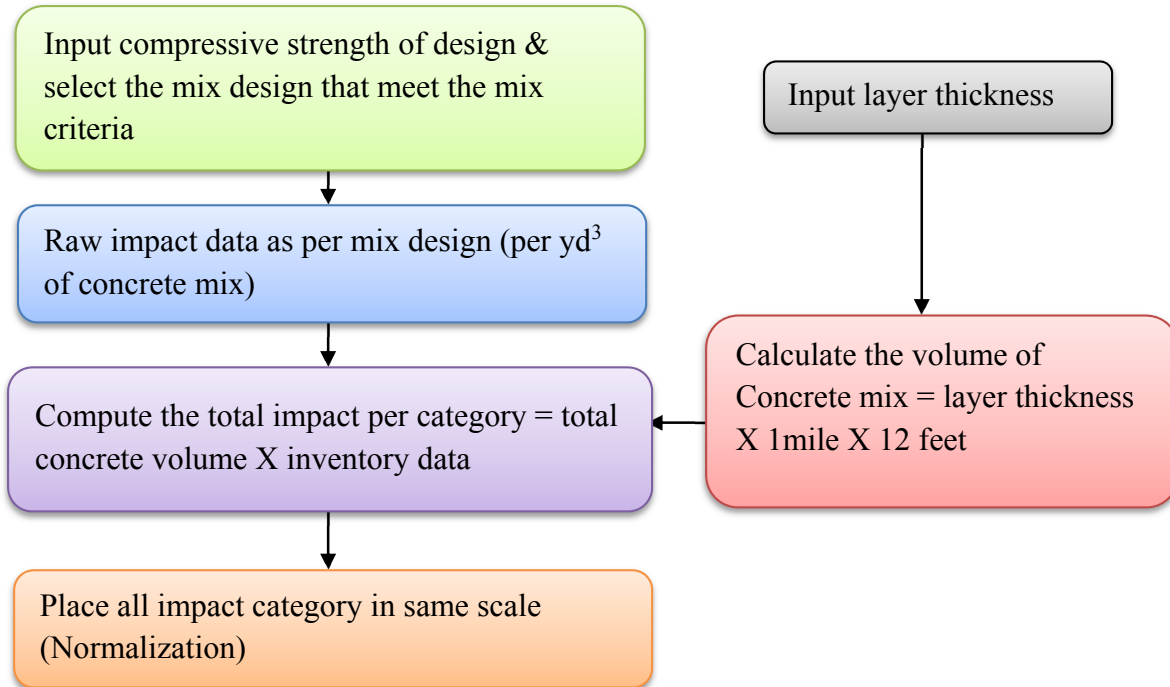 Input compressive strength of design &
select the mix design that meet the mix
criteria
Input layer thickness
Raw impact data as per mix design (per yd³
of concrete mix)
Calculate the volume of
Concrete mix = layer thickness
X 1mile X 12 feet
Compute the total impact per category = total
concrete volume X inventory data
Place all impact category in same scale
(Normalization)